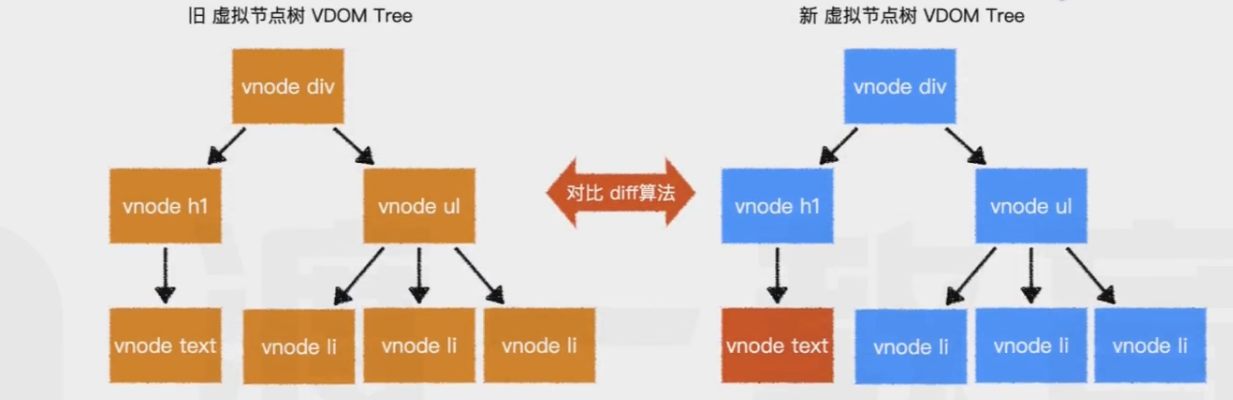 旧 虚拟节点树 VDOM Tree
新 虚拟节点树 VDOM Tree
vnode div
vnode div
vnode h1
vnode ul
对比 diff算法
vnode h1
vnode ul
vnode text
vnode li
vnode li
vnode li
vnode text
vnode li
vnode li
vnode li